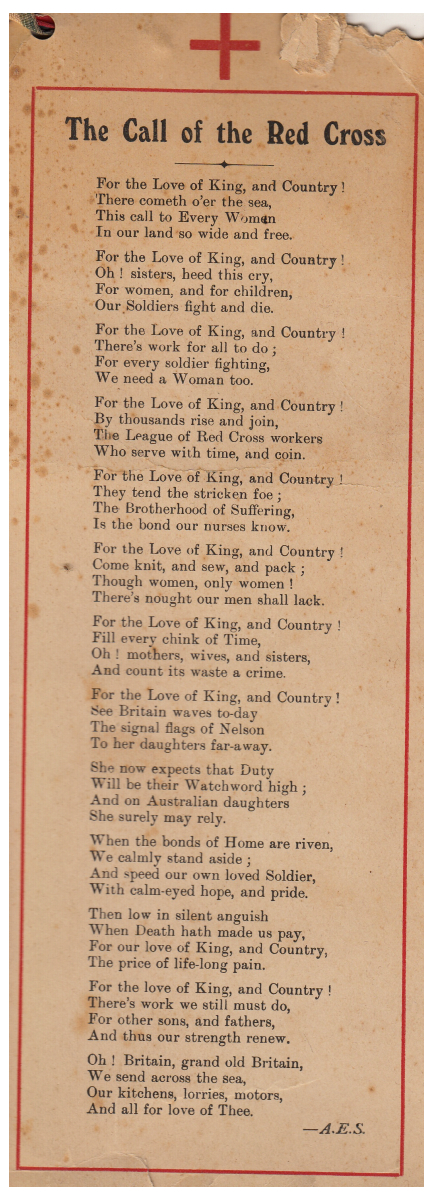 The Call of the Red Cross
For the Love of King, and Country !
There cometh o'er the sea,
This call to Every Woman
In our land so wide and free.
For the Love of King, and Country !
Oh ! sisters, heed this cry,
For women, and for children,
Our Soldiers fight and die.
For the Love of King, and Country !
There's work for all to do ;
For every soldier fighting,
We need a Woman too.
For the Love of King, and Country !
By thousands rise and join,
The League of Red Cross workers
Who serve with time, and coin.
For the Love of King, and Country !
They tend the stricken foe ;
The Brotherhood of Suffering,
Is the bond our nurses know.
For the Love of King, and Country !
Come knit, and sew, and pack ;
Though women, only women !
There's nought our men shall lack.
For the Love of King, and Country !
Fill every chink of Time,
Oh ! mothers, wives, and sisters,
And count its waste a crime.
For the Love of King, and Country !
See Britain waves to-day
The signal flags of Nelson
To her daughters far-away.
She now expects that Duty
Will be their Watchword high ;
And on Australian daughters
She surely may rely.
When the bonds of Home are riven,
We calmly stand aside ;
And speed our own loved Soldier,
With calm-eyed hope, and pride.
Then low in silent anguish
When Death hath made us pay,
For our love of King, and Country,
The price of life-long pain.
For the love of King, and Country !
There's work we still must do,
For other sons, and fathers,
And thus our strength renew.
Oh ! Britain, grand old Britain,
We send across the sea,
Our kitchens, lorries, motors,
And all for love of Thee.
—A.E.S.